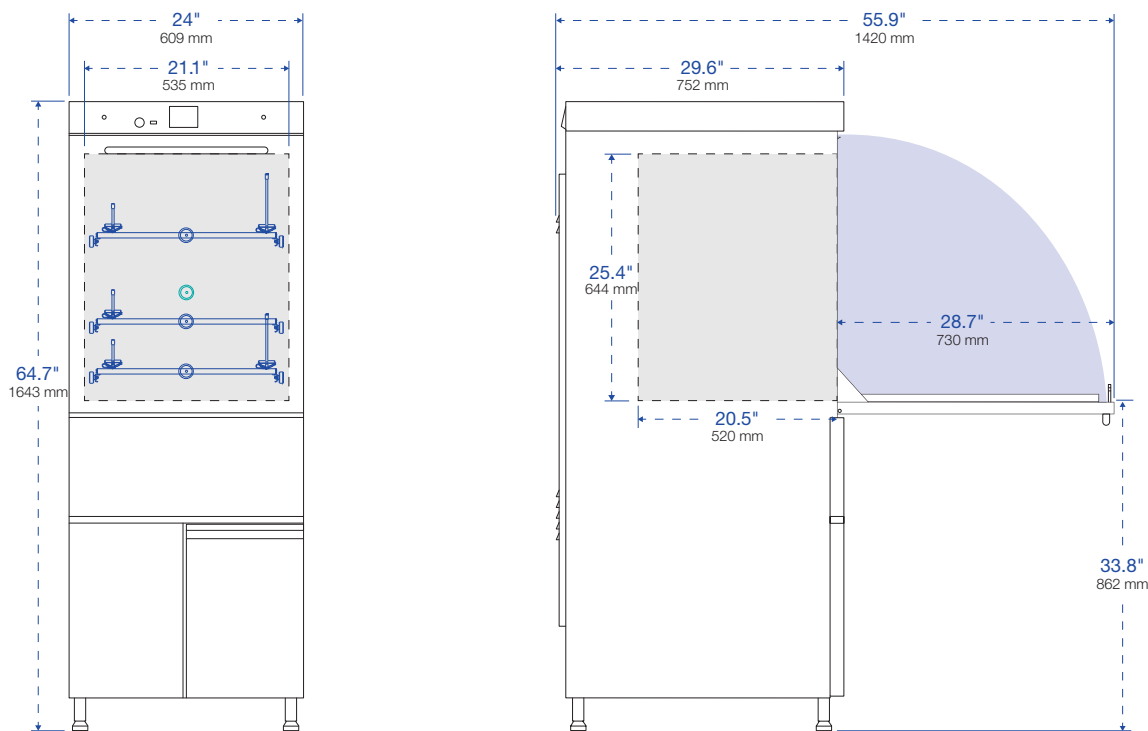 24"
609 mm
21.1"
535 mm
64.7"
1643 mm
55.9"
1420 mm
29.6"
752 mm
25.4"
644 mm
28.7"
730 mm
20.5"
520 mm
33.8"
862 mm